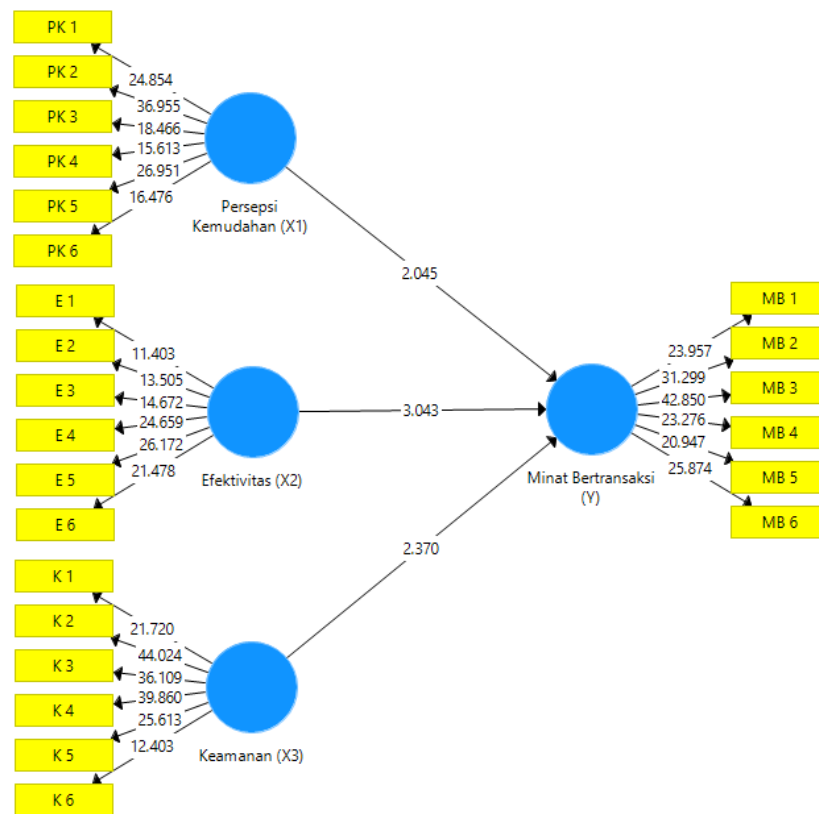 PK 1
24.854
PK 2
36.955
PK 3
18.466
PK 4
15.613
PK 5
26.951
PK 6
16.476
Persepsi
Kemudahan (X1)
2.045
E 1
11.403
E 2
13.505
E 3
14.672
E 4
24.659
E 5
26.172
E 6
21.478
Efektivitas (X2)
3.043
K 1
21.720
K 2
44.024
K 3
36.109
K 4
39.860
K 5
25.613
K 6
12.403
Keamanan (X3)
2.370
Minat Bertransaksi
(Y)
MB 1
23.957
MB 2
31.299
MB 3
42.850
MB 4
23.276
MB 5
20.947
MB 6
25.874